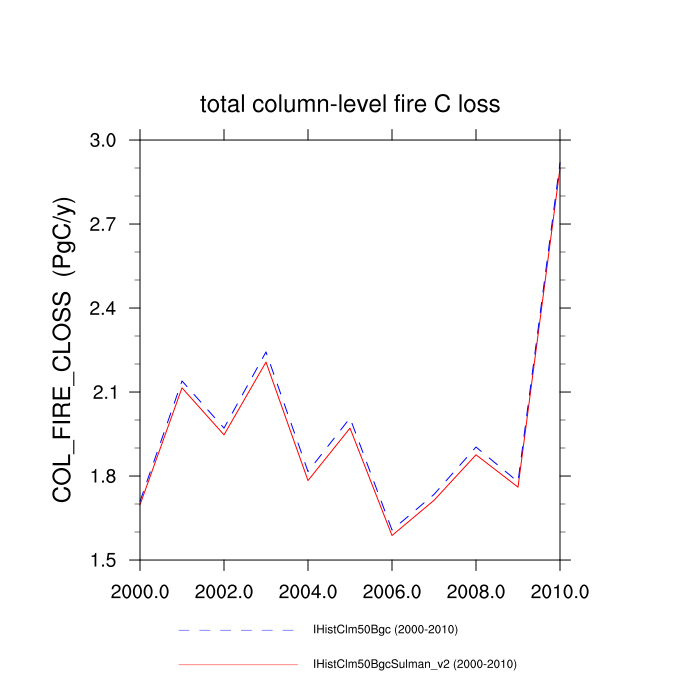 total column-level fire C loss
COL_FIRE_CLOSS (PgC/y)
3.0
2.7
2.4
2.1
1.8
1.5
2000.0 2002.0 2004.0 2006.0 2008.0 2010.0
IHistClm50Bgc (2000-2010)
IHistClm50BgcSulman_v2 (2000-2010)